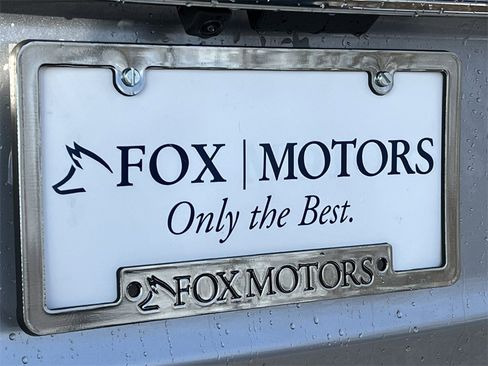 FOX | MOTORS
Only the Best.
FOX MOTORS